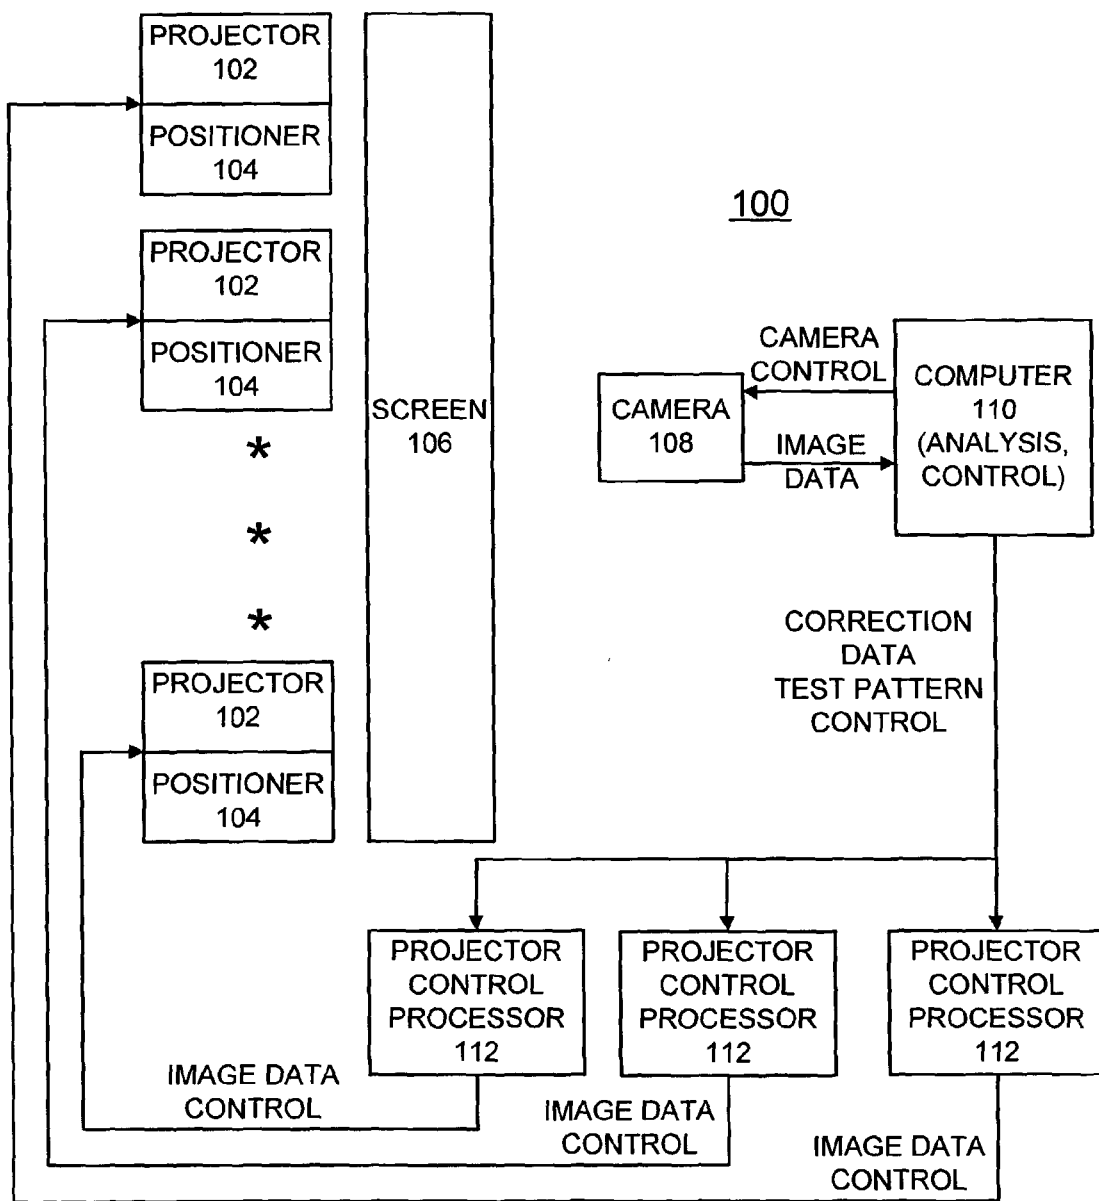 PROJECTOR
102
POSITIONER
104
PROJECTOR
102
POSITIONER
104
*
*
*
PROJECTOR
102
POSITIONER
104
SCREEN
106
100
CAMERA
108
CAMERA
CONTROL
IMAGE
DATA
COMPUTER
110
(ANALYSIS,
CONTROL)
CORRECTION
DATA
TEST PATTERN
CONTROL
PROJECTOR
CONTROL
PROCESSOR
112
PROJECTOR
CONTROL
PROCESSOR
112
PROJECTOR
CONTROL
PROCESSOR
112
IMAGE DATA
CONTROL
IMAGE DATA
CONTROL
IMAGE DATA
CONTROL